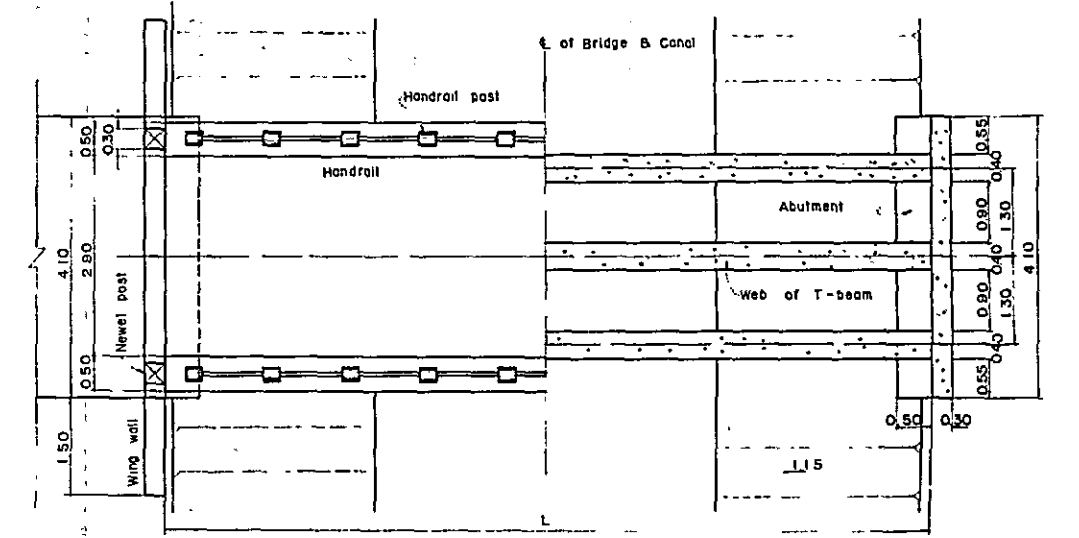 ℄ of Bridge & Canal
Handrail post
Handrail
Abutment
Web of T-beam
Newel post
Wing wall
0.50
0.30
4.10
2.90
0.50
1.50
0.55
0.40
0.90
1.30
0.40
4.10
0.90
1.30
0.40
0.55
0.50
0.30
1.15
L